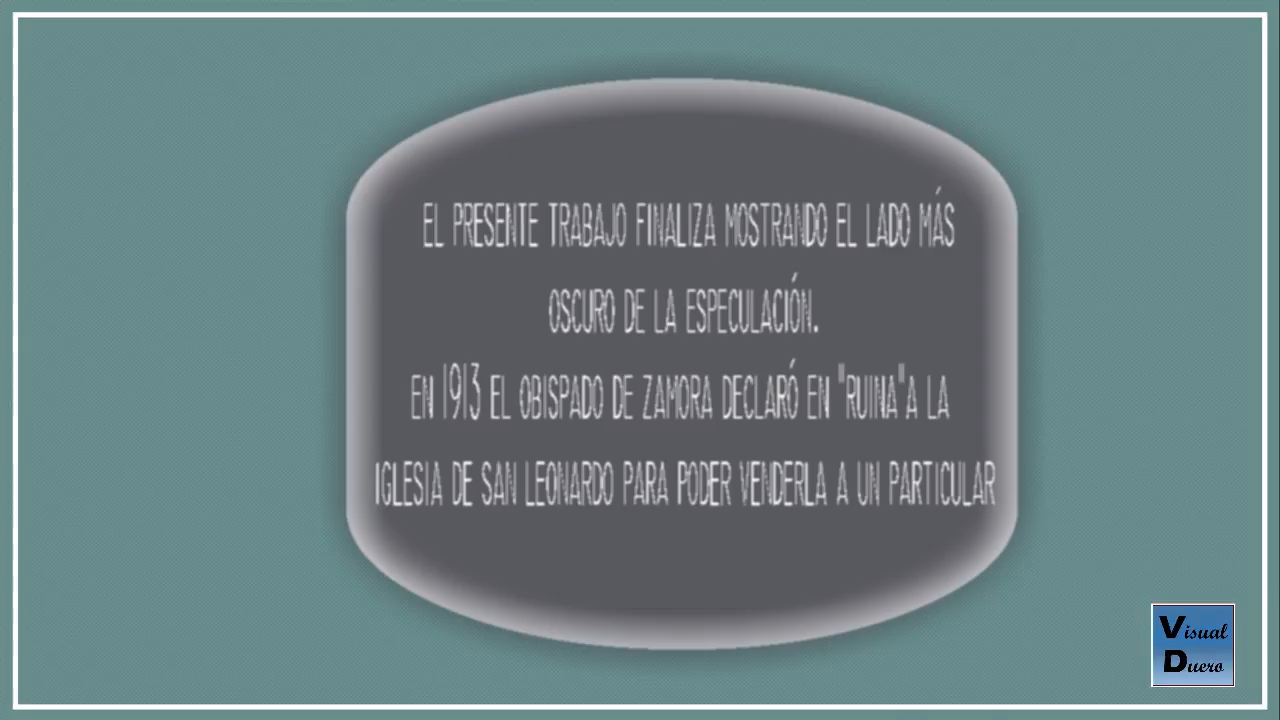 EL PRESENTE TRABAJO FINALIZA MOSTRANDO EL LADO MÁS
OSCURO DE LA ESPECULACIÓN.
EN 1913 EL OBISPADO DE ZAMORA DECLARÓ EN "RUINA"A LA
IGLESIA DE SAN LEONARDO PARA PODER VENDERLA A UN PARTICULAR
Visual
Duero